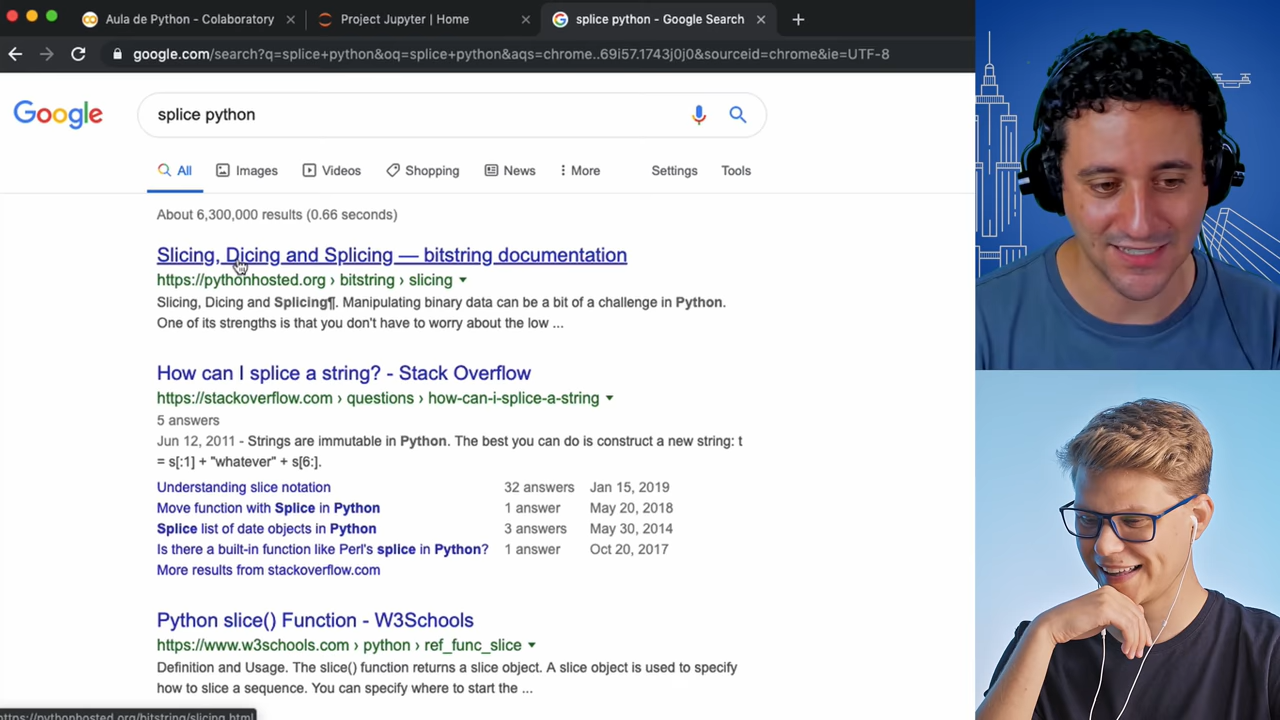 Aula de Python - Colaboratory
Project Jupyter | Home
splice python - Google Search
google.com/search?q=splice+python&oq=splice+python&aqs=chrome..69i57.1743j0j0&sourceid=chrome&ie=UTF-8
Google
splice python
All Images Videos Shopping News More Settings Tools
About 6,300,000 results (0.66 seconds)
Slicing, Dicing and Splicing — bitstring documentation
https://pythonhosted.org › bitstring › slicing
Slicing, Dicing and Splicing¶. Manipulating binary data can be a bit of a challenge in Python.
One of its strengths is that you don't have to worry about the low ...
How can I splice a string? - Stack Overflow
https://stackoverflow.com › questions › how-can-i-splice-a-string
5 answers
Jun 12, 2011 - Strings are immutable in Python. The best you can do is construct a new string: t
= s[:1] + "whatever" + s[6:].
Understanding slice notation 32 answers Jan 15, 2019
Move function with Splice in Python 1 answer May 20, 2018
Splice list of date objects in Python 3 answers May 30, 2014
Is there a built-in function like Perl's splice in Python? 1 answer Oct 20, 2017
More results from stackoverflow.com
Python slice() Function - W3Schools
https://www.w3schools.com › python › ref_func_slice
Definition and Usage. The slice() function returns a slice object. A slice object is used to specify
how to slice a sequence. You can specify where to start the ...
https://pythonhosted.org/bitstring/slicing.html